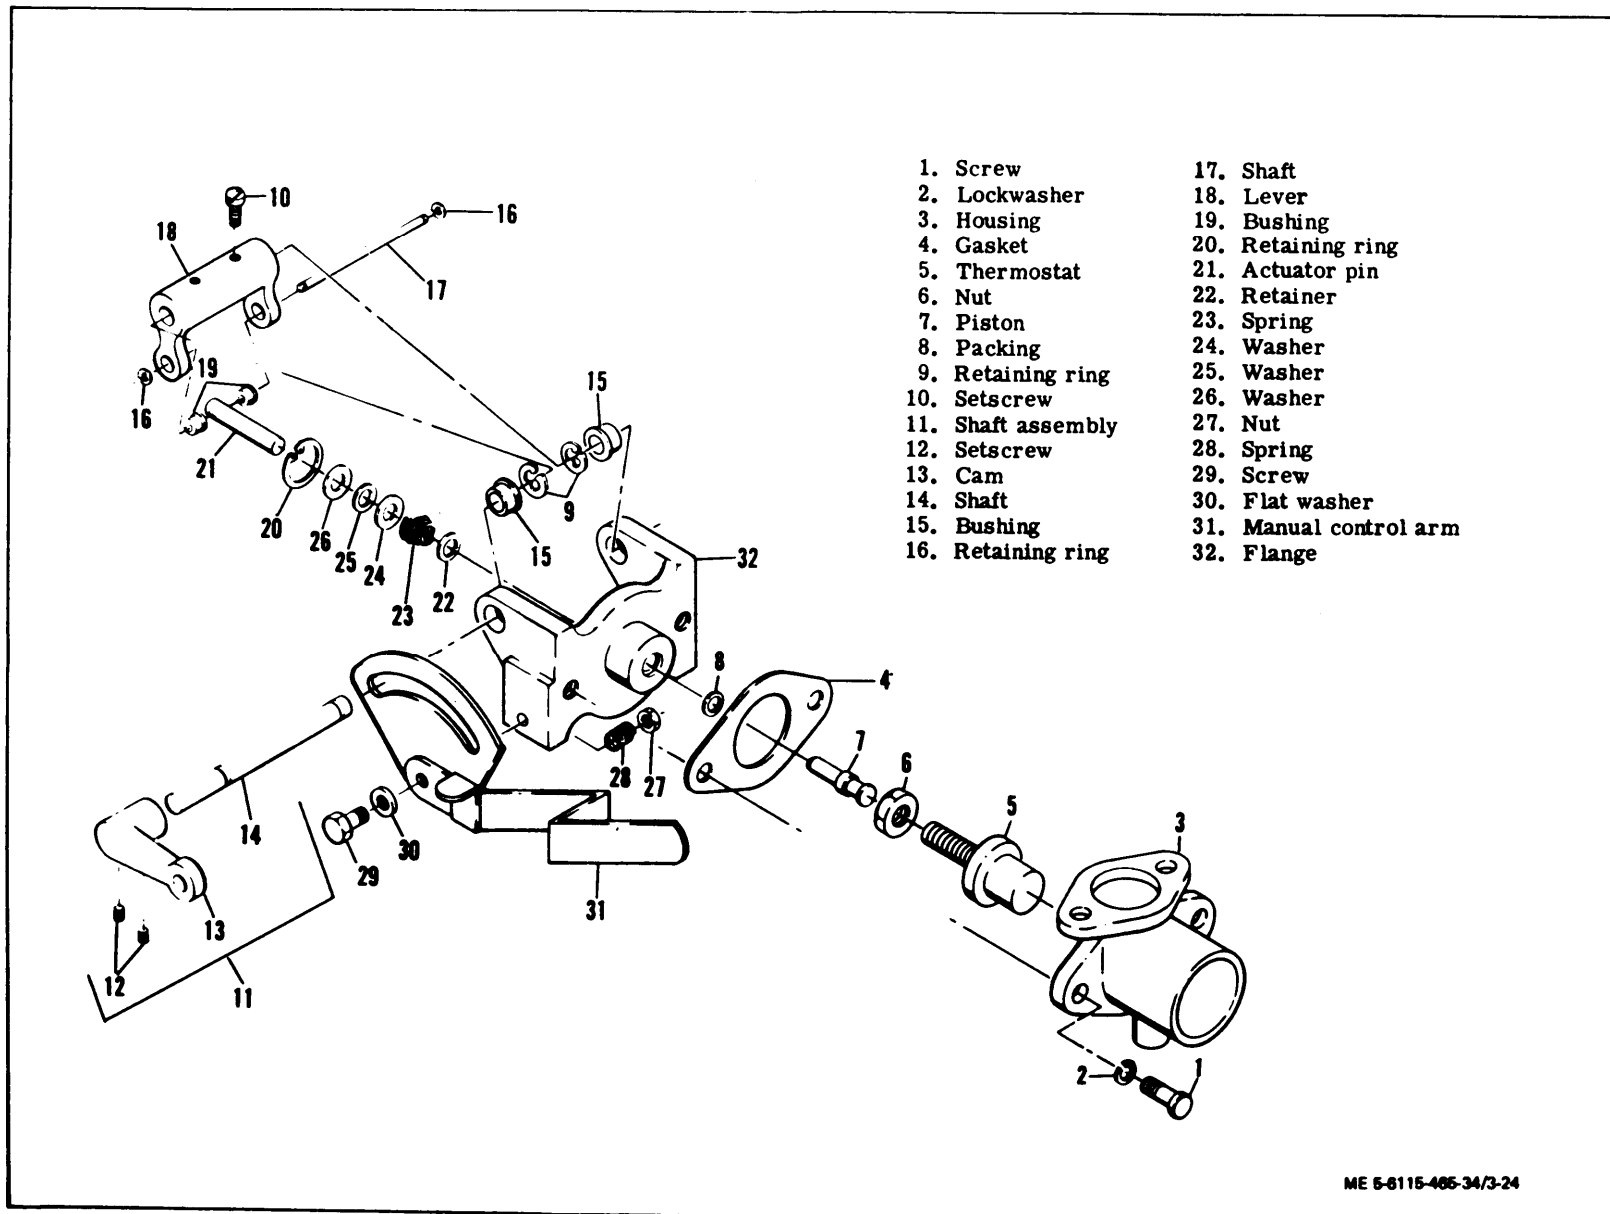 1. Screw
2. Lockwasher
3. Housing
4. Gasket
5. Thermostat
6. Nut
7. Piston
8. Packing
9. Retaining ring
10. Setscrew
11. Shaft assembly
12. Setscrew
13. Cam
14. Shaft
15. Bushing
16. Retaining ring
17. Shaft
18. Lever
19. Bushing
20. Retaining ring
21. Actuator pin
22. Retainer
23. Spring
24. Washer
25. Washer
26. Washer
27. Nut
28. Spring
29. Screw
30. Flat washer
31. Manual control arm
32. Flange
10
16
18
17
19
16
15
21
20
26
25
24
23
22
15
9
32
8
4
28
27
7
6
5
3
14
30
29
31
13
12
11
2
1
ME 5-6115-465-34/3-24